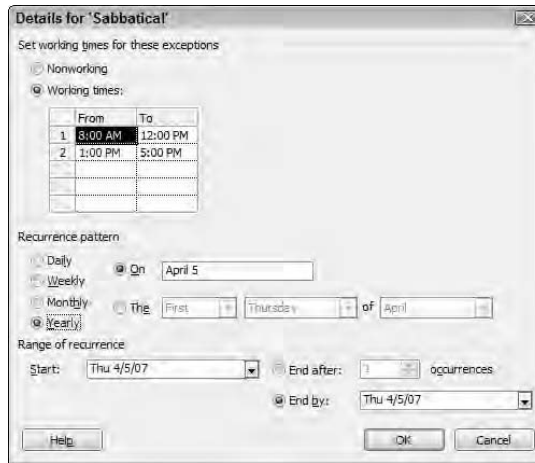 Details for 'Sabbatical'
Set working times for these exceptions
Nonworking
Working times:
From To
1 8:00 AM 12:00 PM
2 1:00 PM 5:00 PM
Recurrence pattern
Daily
Weekly
Monthly
Yearly
On April 5
The First Thursday of April
Range of recurrence
Start: Thu 4/5/07
End after: occurrences
End by: Thu 4/5/07
Help OK Cancel